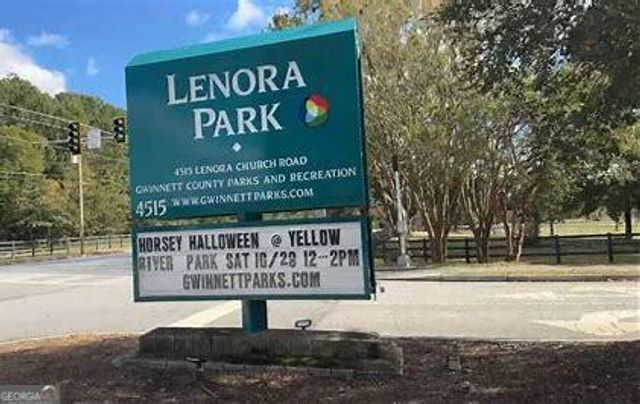 LENORA
PARK
4515 LENORA CHURCH ROAD
GWINNETT COUNTY PARKS AND RECREATION
4515 WWW.GWINNETTPARKS.COM
HORSEY HALLOWEEN @ YELLOW
RIVER PARK SAT 10/29 12-2PM
GWINNETTPARKS.COM
GEORGIA